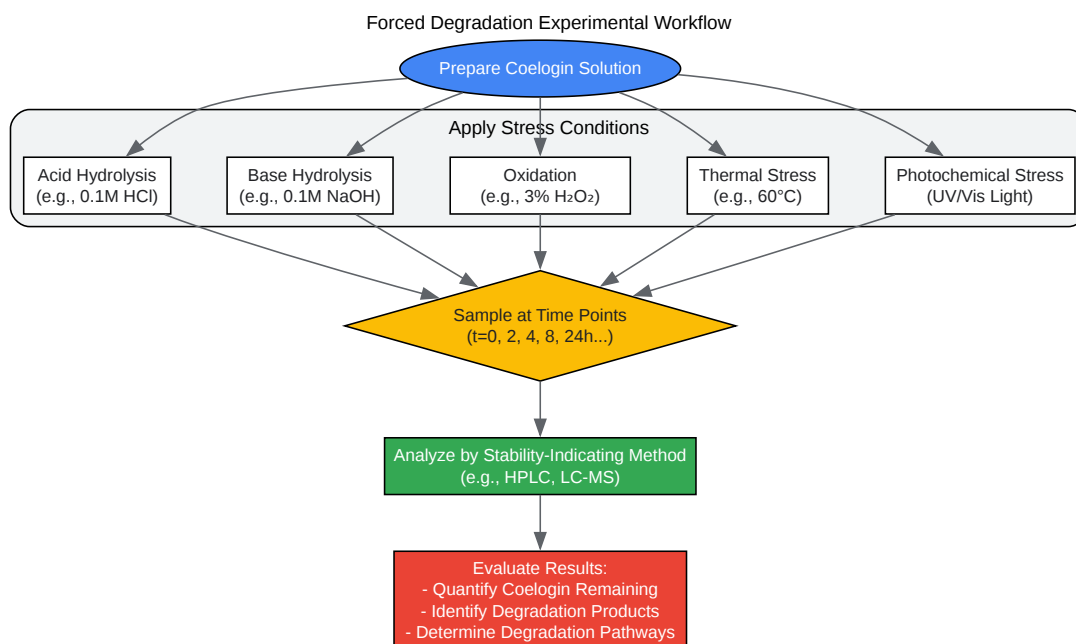 Forced Degradation Experimental Workflow
Prepare Coelogin Solution
Apply Stress Conditions
Acid Hydrolysis
(e.g., 0.1M HCl)
Base Hydrolysis
(e.g., 0.1M NaOH)
Oxidation
(e.g., 3% H₂O₂)
Thermal Stress
(e.g., 60°C)
Photochemical Stress
(UV/Vis Light)
Sample at Time Points
(t=0, 2, 4, 8, 24h...)
Analyze by Stability-Indicating Method
(e.g., HPLC, LC-MS)
Evaluate Results:
- Quantify Coelogin Remaining
- Identify Degradation Products
- Determine Degradation Pathways